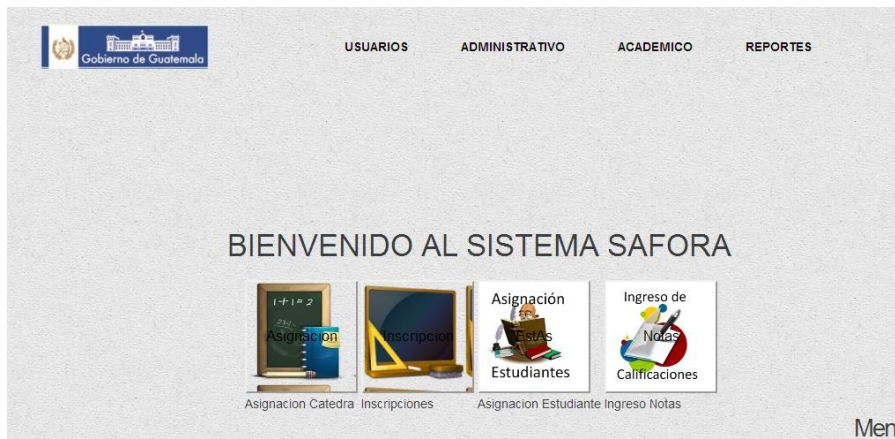 Gobierno de Guatemala
USUARIOS ADMINISTRATIVO ACADEMICO REPORTES
BIENVENIDO AL SISTEMA SAFORA
1+1=2
Asignacion
Inscripcion
Asignación
EstAs
Estudiantes
Ingreso de
Notas
Calificaciones
Asignacion Catedra Inscripciones Asignacion Estudiante Ingreso Notas
Men